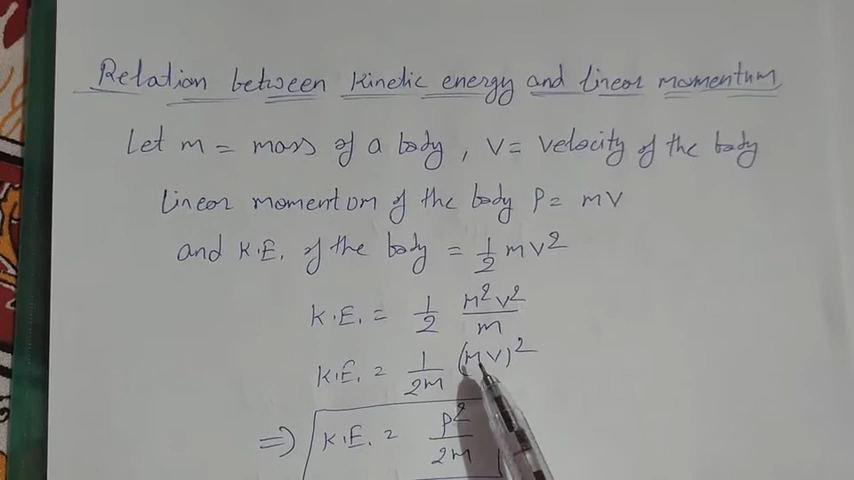 Relation between kinetic energy and linear momentum
Let m = mass of a body, v = velocity of the body
linear momentum of the body P = mv
and K.E. of the body = 1/2 mv²
K.E. = 1/2 m²v²/m
K.E. = 1/2m (mv)²
⇒ K.E. = P²/2m